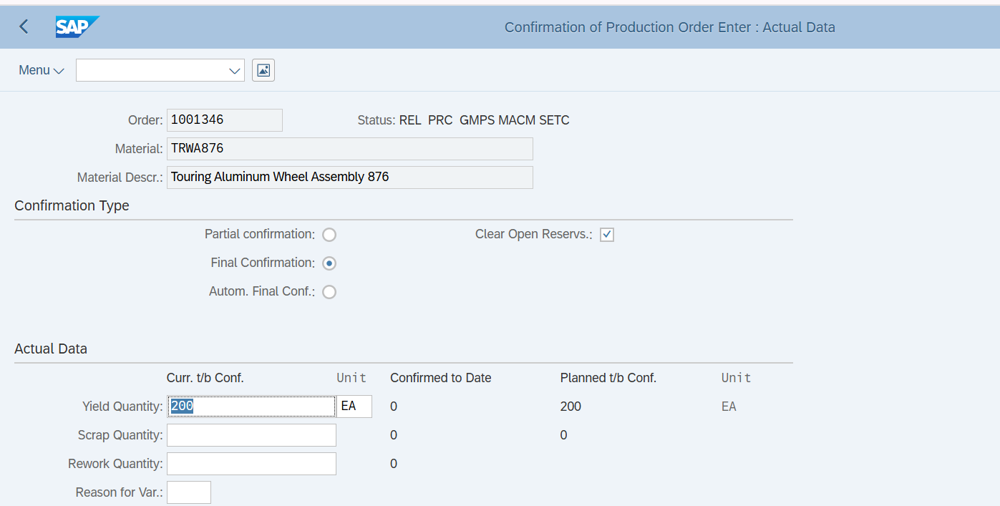 SAP Confirmation of Production Order Enter : Actual Data
Menu
Order: 1001346 Status: REL PRC GMPS MACM SETC
Material: TRWA876
Material Descr.: Touring Aluminum Wheel Assembly 876
Confirmation Type
Partial confirmation: Clear Open Reservs.:
Final Confirmation:
Autom. Final Conf.:
Actual Data
Curr. t/b Conf. Unit Confirmed to Date Planned t/b Conf. Unit
Yield Quantity: 200 EA 0 200 EA
Scrap Quantity: 0 0
Rework Quantity: 0
Reason for Var.: